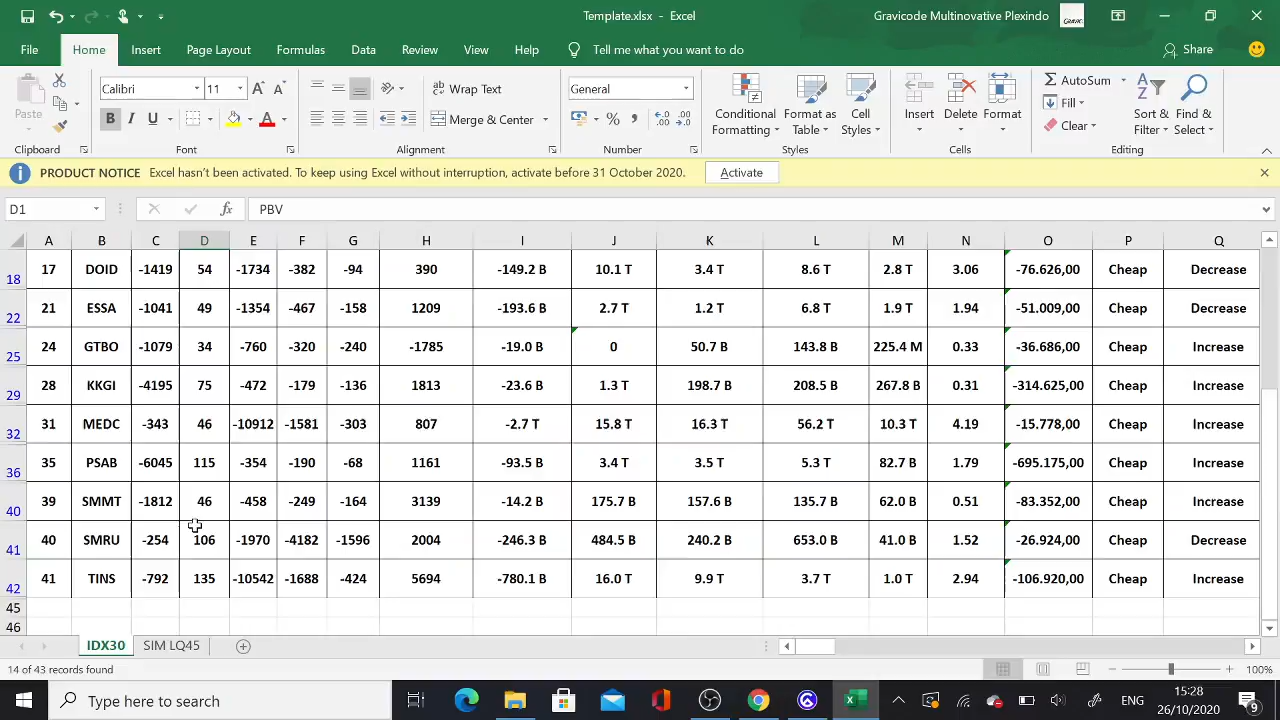 Template.xlsx - Excel
Gravicode Multinovative Plexindo
File Home Insert Page Layout Formulas Data Review View Help Tell me what you want to do Share
Paste
Calibri 11
B I U
Wrap Text
Merge & Center
General
Conditional Formatting
Format as Table
Cell Styles
Insert
Delete
Format
AutoSum
Fill
Clear
Sort & Filter
Find & Select
Clipboard Font Alignment Number Styles Cells Editing
PRODUCT NOTICE Excel hasn't been activated. To keep using Excel without interruption, activate before 31 October 2020. Activate
D1 fx PBV
A B C D E F G H I J K L M N O P Q
18 17 DOID -1419 54 -1734 -382 -94 390 -149.2 B 10.1 T 3.4 T 8.6 T 2.8 T 3.06 -76.626,00 Cheap Decrease
22 21 ESSA -1041 49 -1354 -467 -158 1209 -193.6 B 2.7 T 1.2 T 6.8 T 1.9 T 1.94 -51.009,00 Cheap Decrease
25 24 GTBO -1079 34 -760 -320 -240 -1785 -19.0 B 0 50.7 B 143.8 B 225.4 M 0.33 -36.686,00 Cheap Increase
29 28 KKGI -4195 75 -472 -179 -136 1813 -23.6 B 1.3 T 198.7 B 208.5 B 267.8 B 0.31 -314.625,00 Cheap Increase
32 31 MEDC -343 46 -10912 -1581 -303 807 -2.7 T 15.8 T 16.3 T 56.2 T 10.3 T 4.19 -15.778,00 Cheap Increase
36 35 PSAB -6045 115 -354 -190 -68 1161 -93.5 B 3.4 T 3.5 T 5.3 T 82.7 B 1.79 -695.175,00 Cheap Increase
40 39 SMMT -1812 46 -458 -249 -164 3139 -14.2 B 175.7 B 157.6 B 135.7 B 62.0 B 0.51 -83.352,00 Cheap Increase
41 40 SMRU -254 106 -1970 -4182 -1596 2004 -246.3 B 484.5 B 240.2 B 653.0 B 41.0 B 1.52 -26.924,00 Cheap Decrease
42 41 TINS -792 135 -10542 -1688 -424 5694 -780.1 B 16.0 T 9.9 T 3.7 T 1.0 T 2.94 -106.920,00 Cheap Increase
45
46
IDX30 SIM LQ45
14 of 43 records found 100%
Type here to search
ENG
15:28
26/10/2020
9